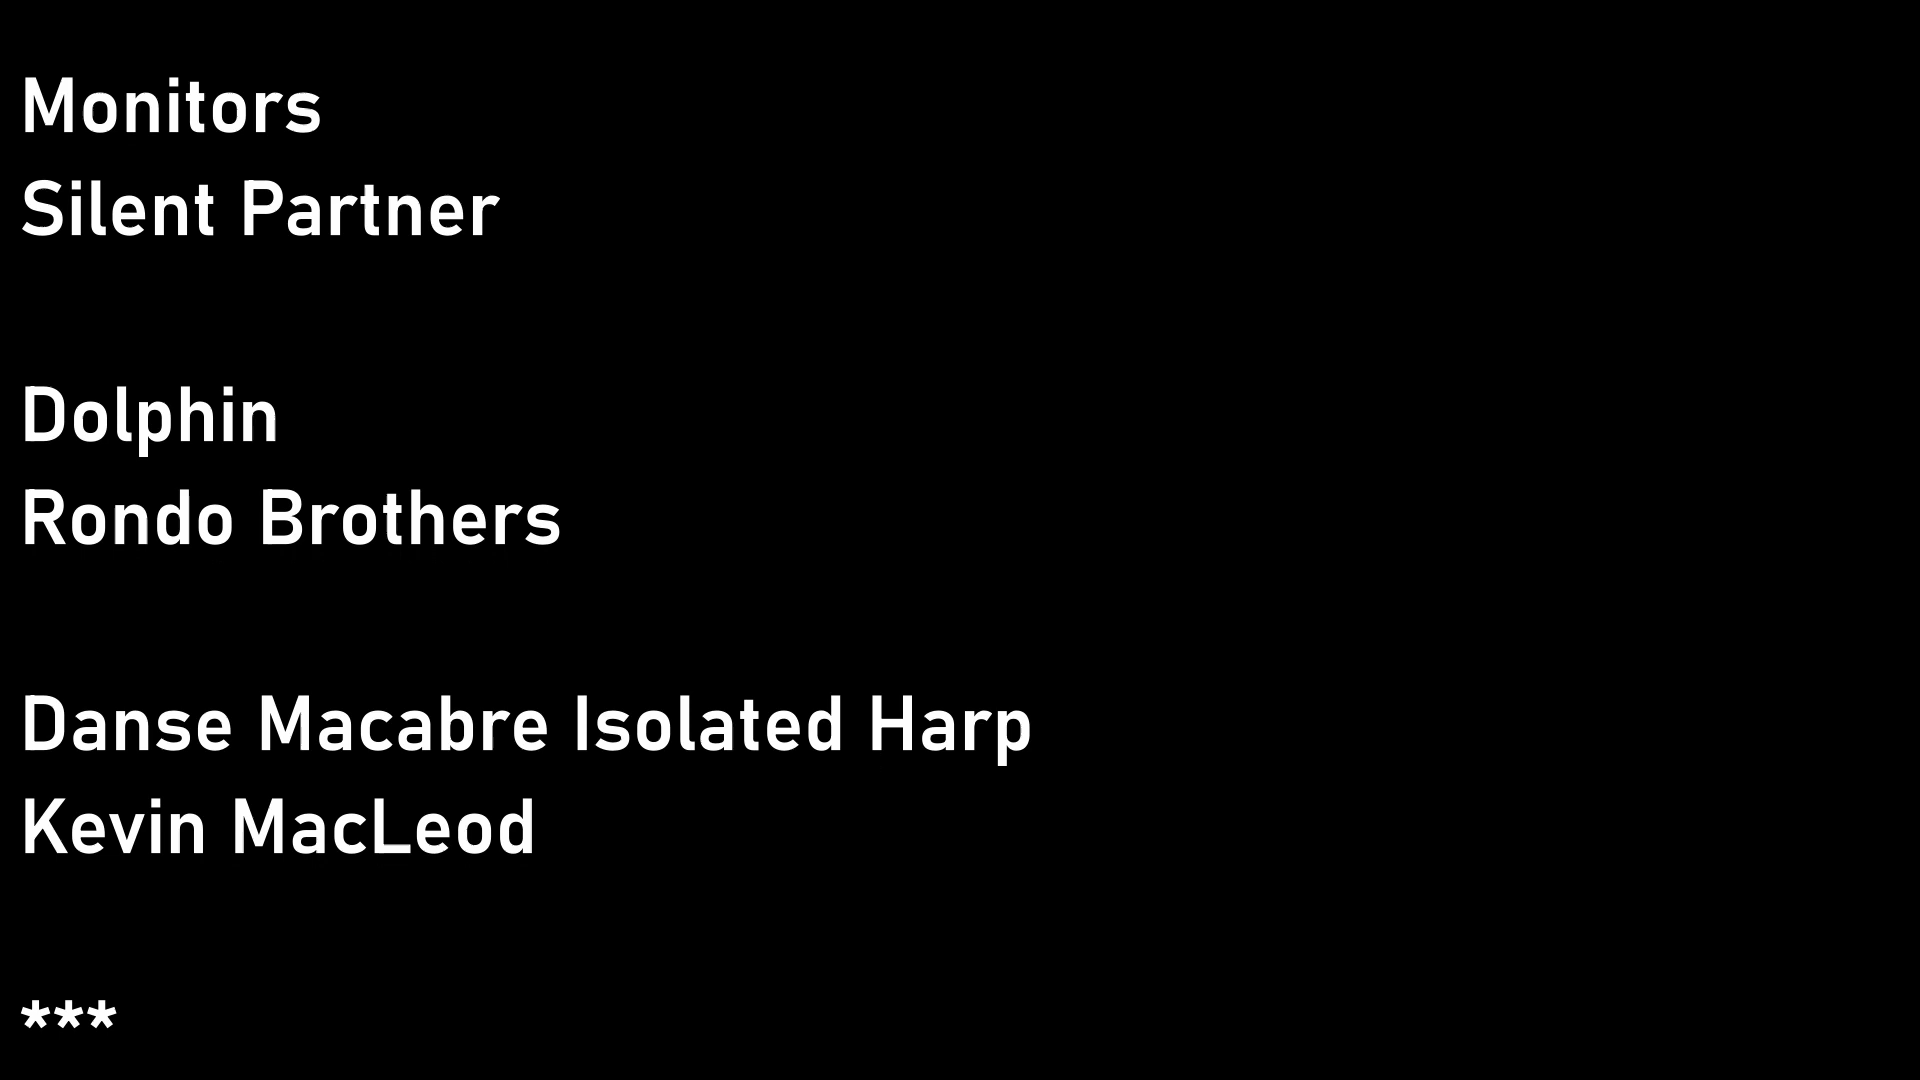 Monitors
Silent Partner
Dolphin
Rondo Brothers
Danse Macabre Isolated Harp
Kevin MacLeod
***